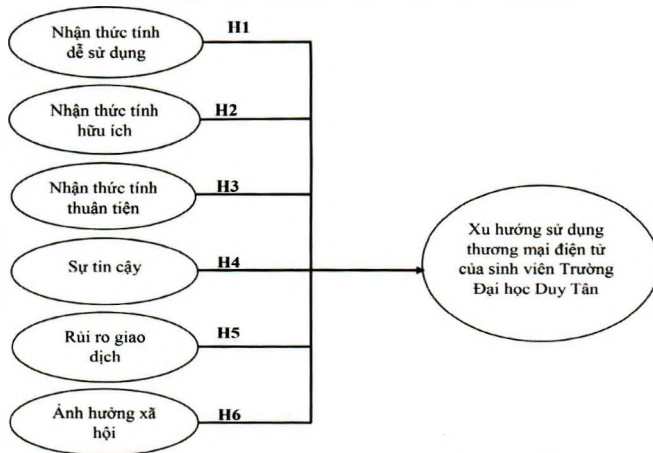 Nhận thức tính
dễ sử dụng
H1
Nhận thức tính
hữu ích
H2
Nhận thức tính
thuận tiện
H3
Sự tin cậy
H4
Rủi ro giao
dịch
H5
Ảnh hưởng xã
hội
H6
Xu hướng sử dụng
thương mại điện tử
của sinh viên Trường
Đại học Duy Tân